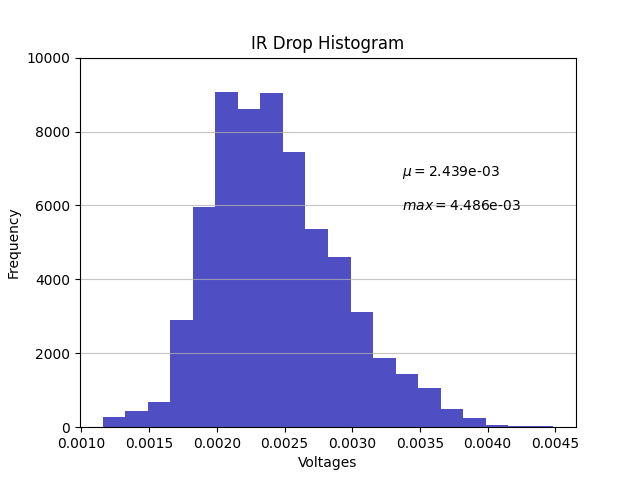 IR Drop Histogram
10000
8000
6000
4000
2000
0
Frequency
μ = 2.439e-03
max = 4.486e-03
0.0010 0.0015 0.0020 0.0025 0.0030 0.0035 0.0040 0.0045
Voltages